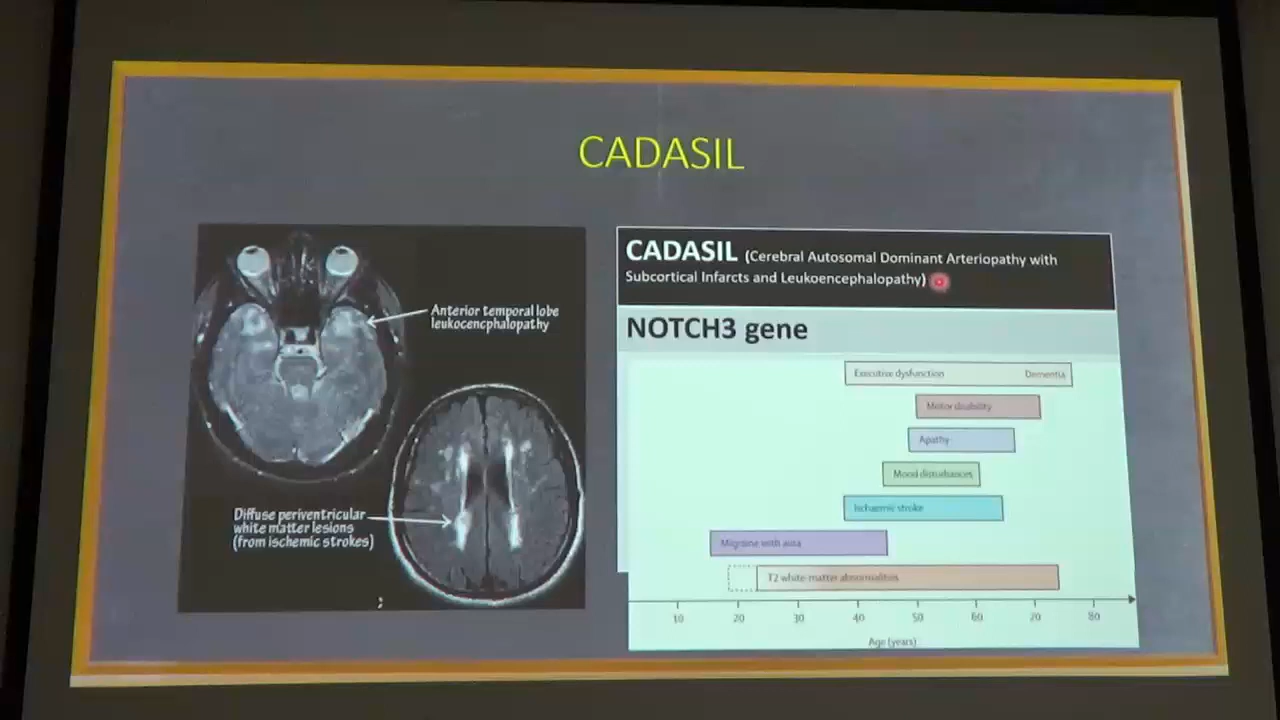 CADASIL
Anterior temporal lobe
leukocencphalopathy
Diffuse periventricular
white matter lesions
(from ischemic strokes)
CADASIL (Cerebral Autosomal Dominant Arteriopathy with
Subcortical Infarcts and Leukoencephalopathy)
NOTCH3 gene
Executive dysfunction Dementia
Motor disability
Apathy
Mood disturbances
Ischaemic stroke
Migraine with aura
T2 white-matter abnormalities
10 20 30 40 50 60 70 80
Age (years)